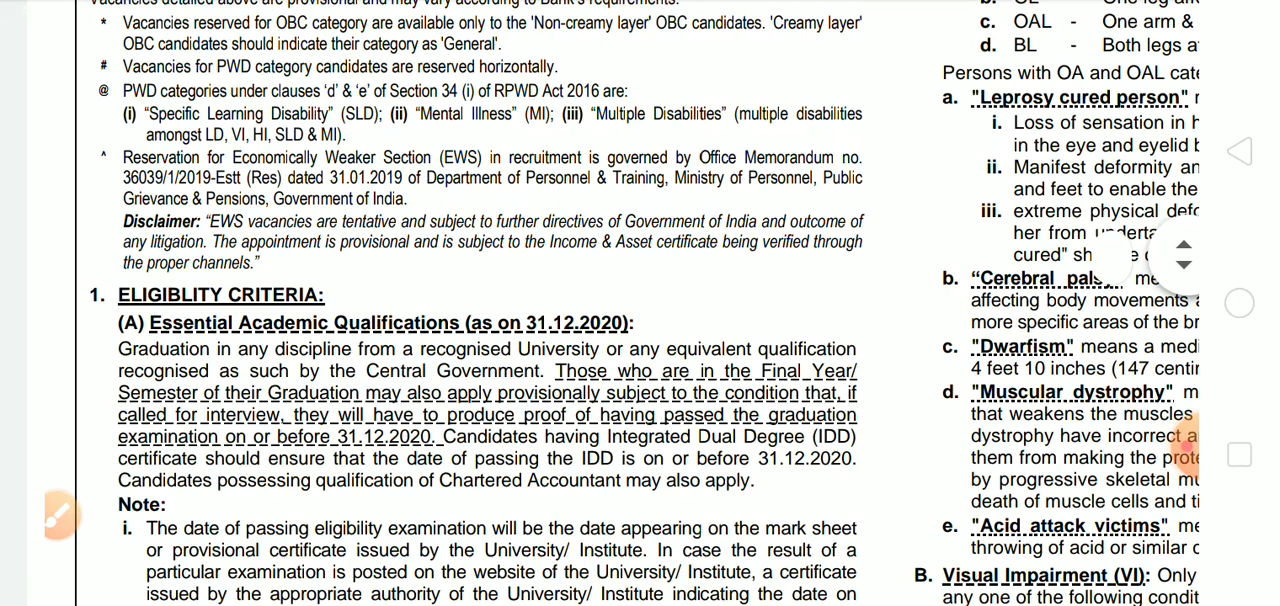 Vacancies detailed above are provisional and may vary according to Bank's requirements.
* Vacancies reserved for OBC category are available only to the 'Non-creamy layer' OBC candidates. 'Creamy layer'
OBC candidates should indicate their category as 'General'.
# Vacancies for PWD category candidates are reserved horizontally.
@ PWD categories under clauses ‘d’ & ‘e’ of Section 34 (i) of RPWD Act 2016 are:
(i) “Specific Learning Disability” (SLD); (ii) “Mental Illness” (MI); (iii) “Multiple Disabilities” (multiple disabilities
amongst LD, VI, HI, SLD & MI).
^ Reservation for Economically Weaker Section (EWS) in recruitment is governed by Office Memorandum no.
36039/1/2019-Estt (Res) dated 31.01.2019 of Department of Personnel & Training, Ministry of Personnel, Public
Grievance & Pensions, Government of India.
Disclaimer: “EWS vacancies are tentative and subject to further directives of Government of India and outcome of
any litigation. The appointment is provisional and is subject to the Income & Asset certificate being verified through
the proper channels.”
1. ELIGIBLITY CRITERIA:
(A) Essential Academic Qualifications (as on 31.12.2020):
Graduation in any discipline from a recognised University or any equivalent qualification
recognised as such by the Central Government. Those who are in the Final Year/
Semester of their Graduation may also apply provisionally subject to the condition that, if
called for interview, they will have to produce proof of having passed the graduation
examination on or before 31.12.2020. Candidates having Integrated Dual Degree (IDD)
certificate should ensure that the date of passing the IDD is on or before 31.12.2020.
Candidates possessing qualification of Chartered Accountant may also apply.
Note:
i. The date of passing eligibility examination will be the date appearing on the mark sheet
or provisional certificate issued by the University/ Institute. In case the result of a
particular examination is posted on the website of the University/ Institute, a certificate
issued by the appropriate authority of the University/ Institute indicating the date on
c. OAL - One arm &
d. BL - Both legs
Persons with OA and OAL
a. "Leprosy cured person"
i. Loss of sensation in
in the eye and eyelid
ii. Manifest deformity
and feet to enable the
iii. extreme physical
her from
cured"
b. “Cerebral
affecting body movements
more specific areas of the
c. "Dwarfism" means a
4 feet 10 inches (147
d. "Muscular dystrophy"
that weakens the muscles
dystrophy have incorrect
them from making the
by progressive skeletal
death of muscle cells and
e. "Acid attack victims"
throwing of acid or similar
B. Visual Impairment (VI): Only
any one of the following